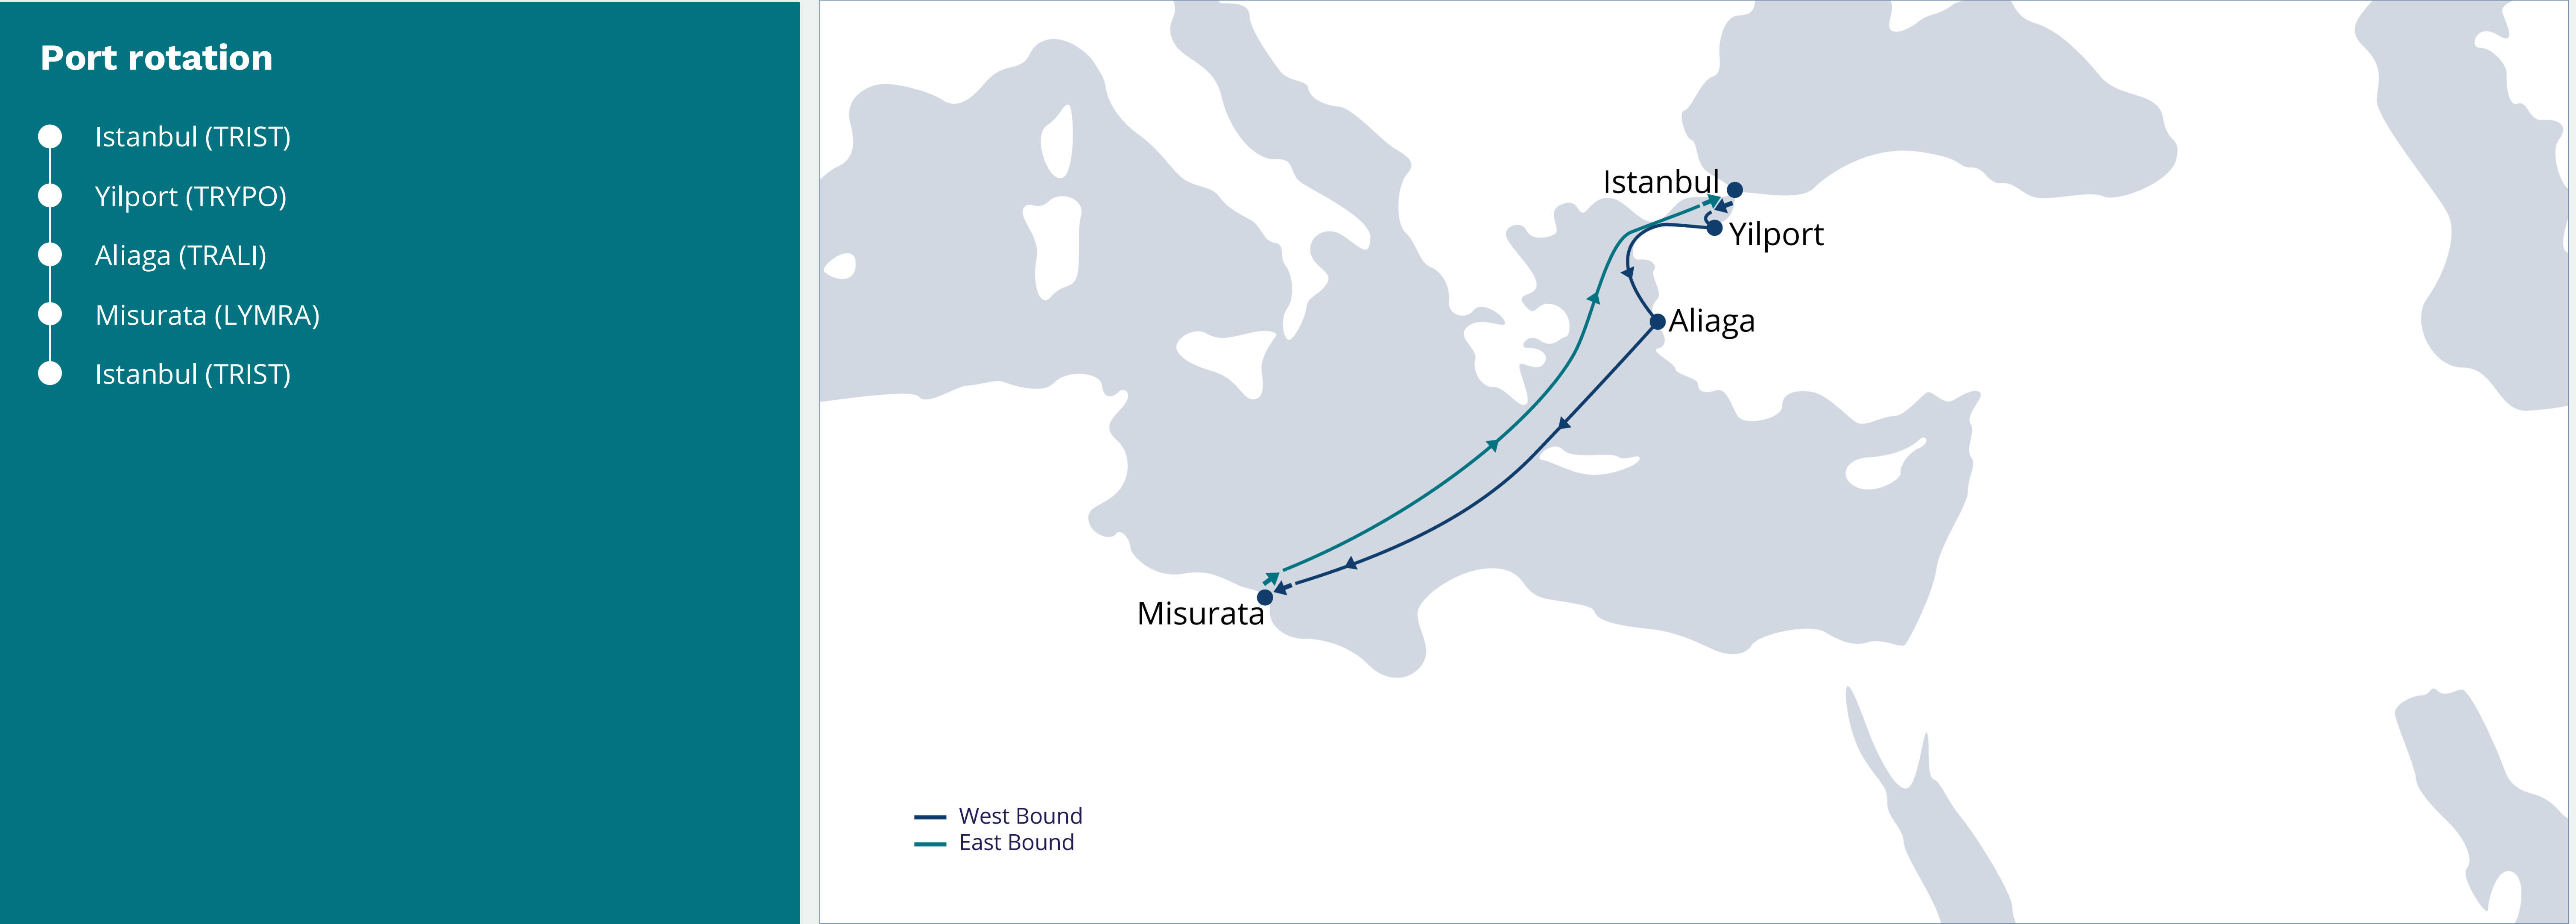 Port rotation
Istanbul (TRIST)
Yilport (TRYPO)
Aliaga (TRALI)
Misurata (LYMRA)
Istanbul (TRIST)
Istanbul
Yilport
Aliaga
Misurata
West Bound
East Bound